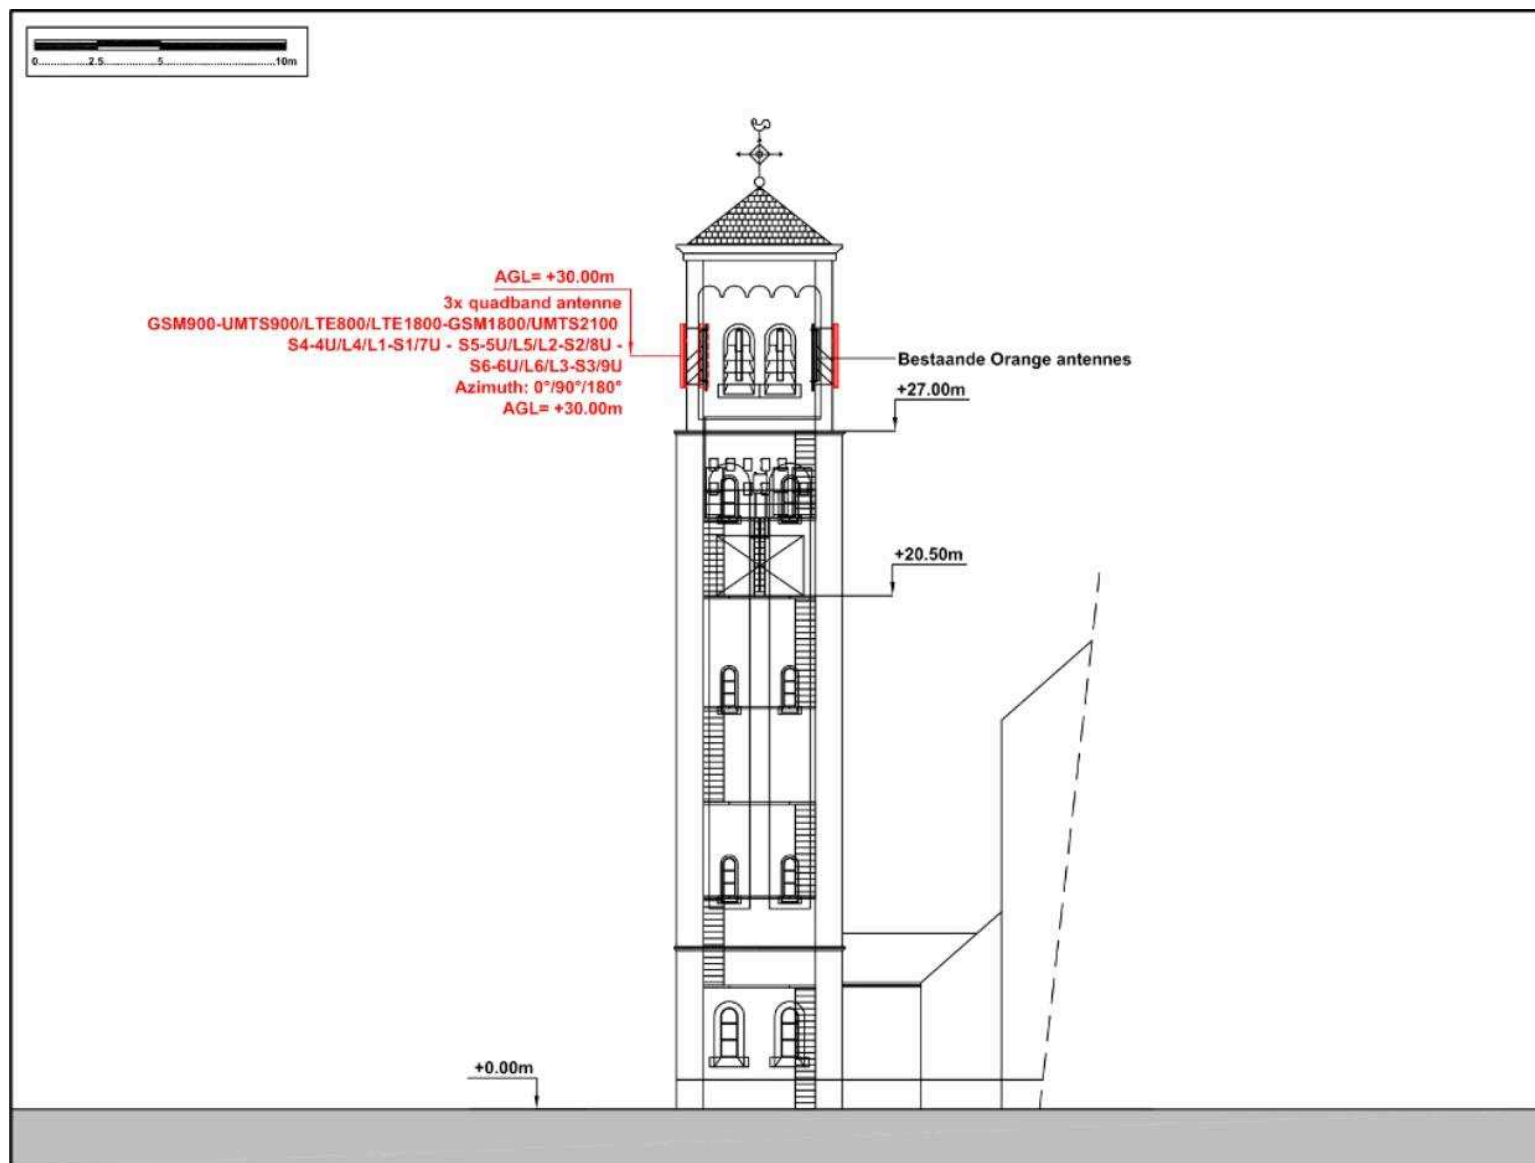 0..................2.5..................5....................................10m
AGL= +30.00m
3x quadband antenne
GSM900-UMTS900/LTE800/LTE1800-GSM1800/UMTS2100
S4-4U/L4/L1-S1/7U - S5-5U/L5/L2-S2/8U -
S6-6U/L6/L3-S3/9U
Azimuth: 0°/90°/180°
AGL= +30.00m
Bestaande Orange antennes
+27.00m
+20.50m
+0.00m